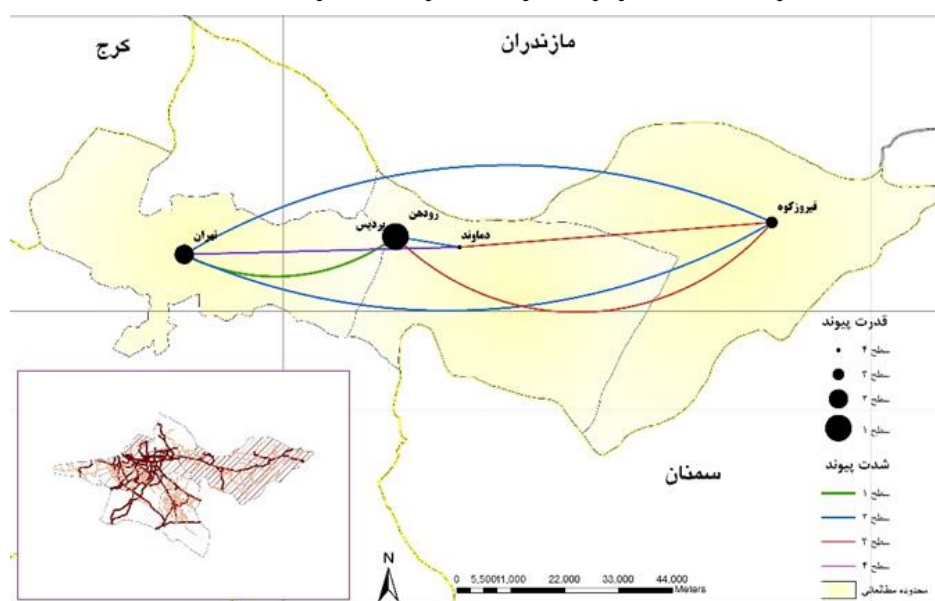 مازندران
کرج
فیروزکوه
رودهن
پردیس
دماوند
تهران
قدرت پیوند
سطح ۴
سطح ۳
سطح ۲
سطح ۱
سمنان
شدت پیوند
سطح ۱
سطح ۲
سطح ۳
سطح ۴
محدوده مطالعاتی
N
0 5,50011,000 22,000 33,000 44,000
Meters